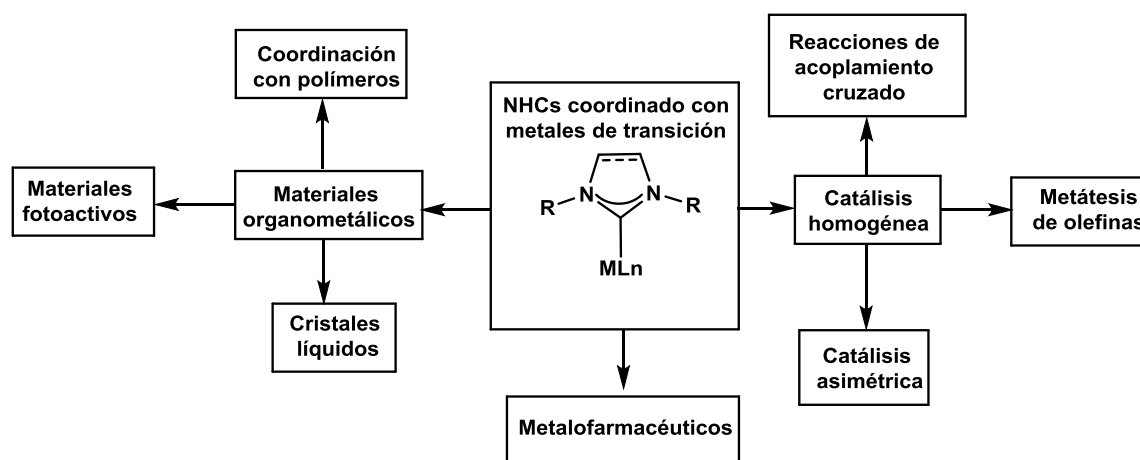 Coordinación
con polímeros
Materiales
fotoactivos
Materiales
organometálicos
Cristales
líquidos
NHCs coordinado con
metales de transición
R
N
N
R
MLn
Metalofarmacéuticos
Reacciones de
acoplamiento
cruzado
Catálisis
homogénea
Metátesis
de olefinas
Catálisis
asimétrica